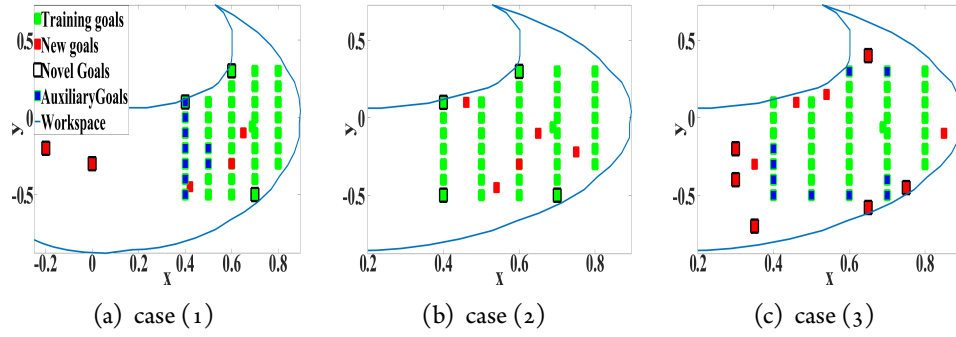 Training goals
New goals
Novel Goals
AuxiliaryGoals
Workspace
0.5
0
-0.5
y
-0.2 0 0.2 0.4 0.6 0.8
x
(a) case (1)
0.5
0
-0.5
y
0.2 0.4 0.6 0.8
x
(b) case (2)
0.5
0
-0.5
y
0.2 0.4 0.6 0.8
x
(c) case (3)